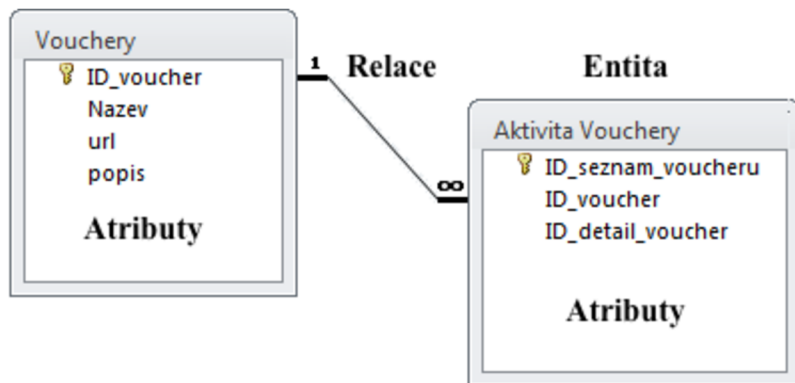 Vouchery
ID_voucher
Nazev
url
popis
Atributy
1
Relace
∞
Entita
Aktivita Vouchery
ID_seznam_voucheru
ID_voucher
ID_detail_voucher
Atributy